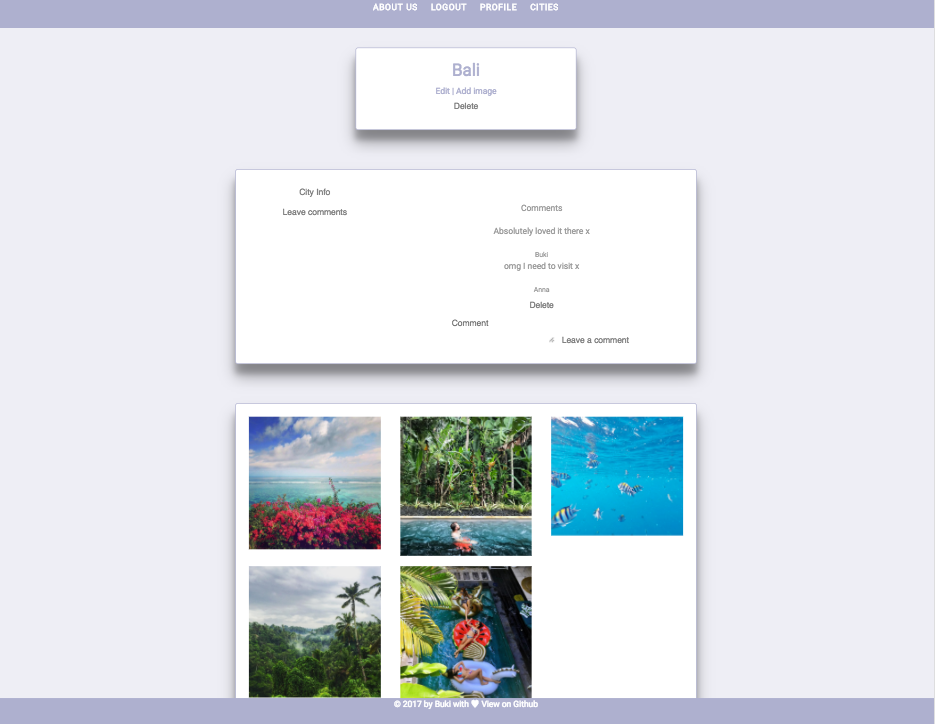 ABOUT US LOGOUT PROFILE CITIES
Bali
Edit | Add image
Delete
City Info
Leave comments
Comments
Absolutely loved it there x
Buki
omg I need to visit x
Anna
Delete
Comment
Leave a comment
© 2017 by Buki with 🖤 View on Github